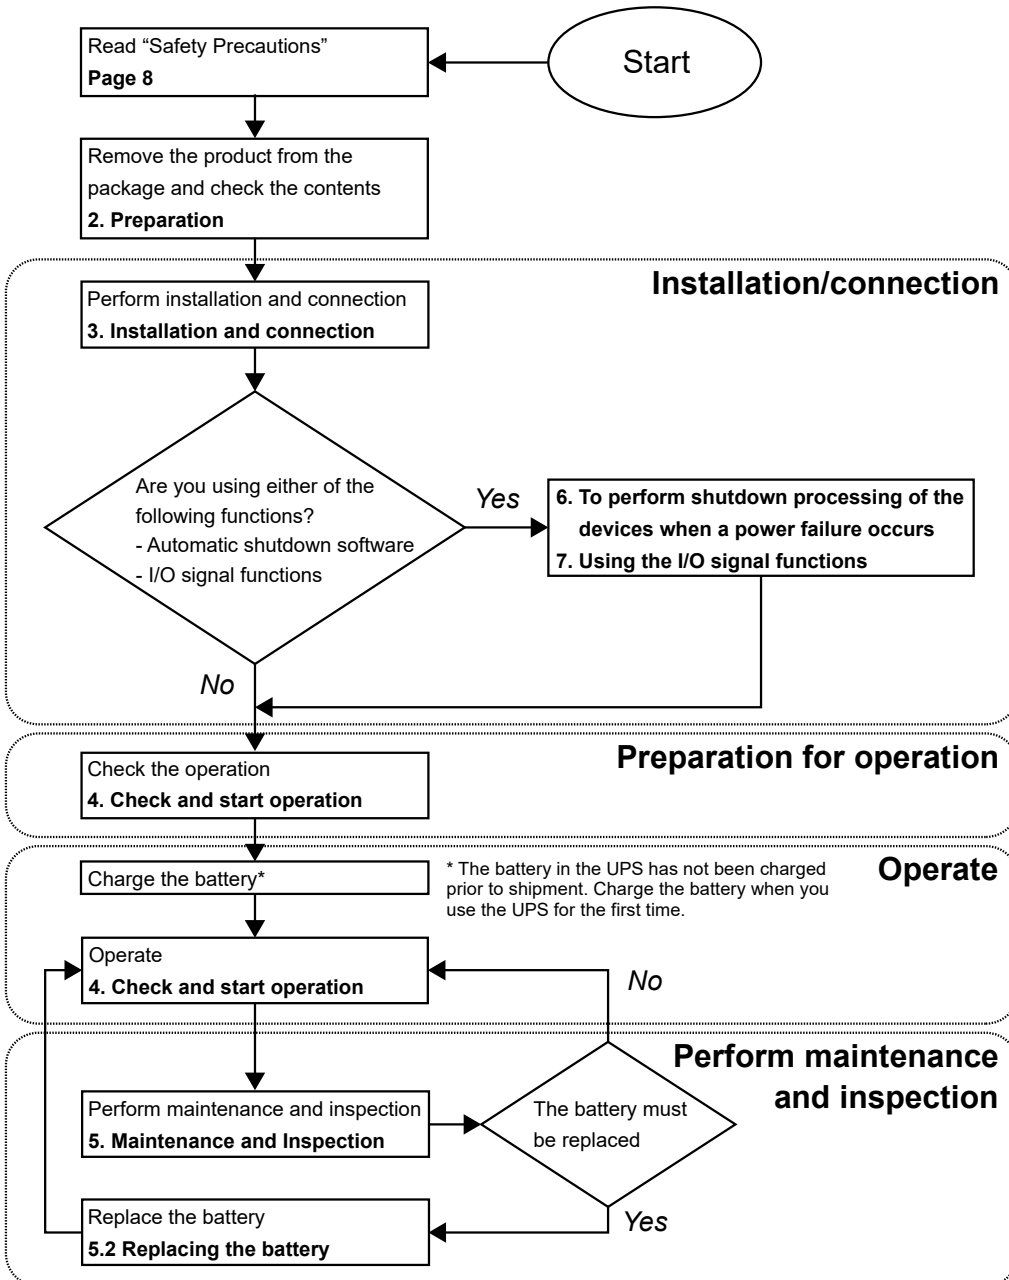 Start
Read “Safety Precautions”
Page 8
Remove the product from the
package and check the contents
2. Preparation
Installation/connection
Perform installation and connection
3. Installation and connection
Are you using either of the
following functions?
- Automatic shutdown software
- I/O signal functions
Yes
6. To perform shutdown processing of the
devices when a power failure occurs
7. Using the I/O signal functions
No
Preparation for operation
Check the operation
4. Check and start operation
Operate
Charge the battery*
* The battery in the UPS has not been charged
prior to shipment. Charge the battery when you
use the UPS for the first time.
Operate
4. Check and start operation
No
Perform maintenance
and inspection
Perform maintenance and inspection
5. Maintenance and Inspection
The battery must
be replaced
Yes
Replace the battery
5.2 Replacing the battery